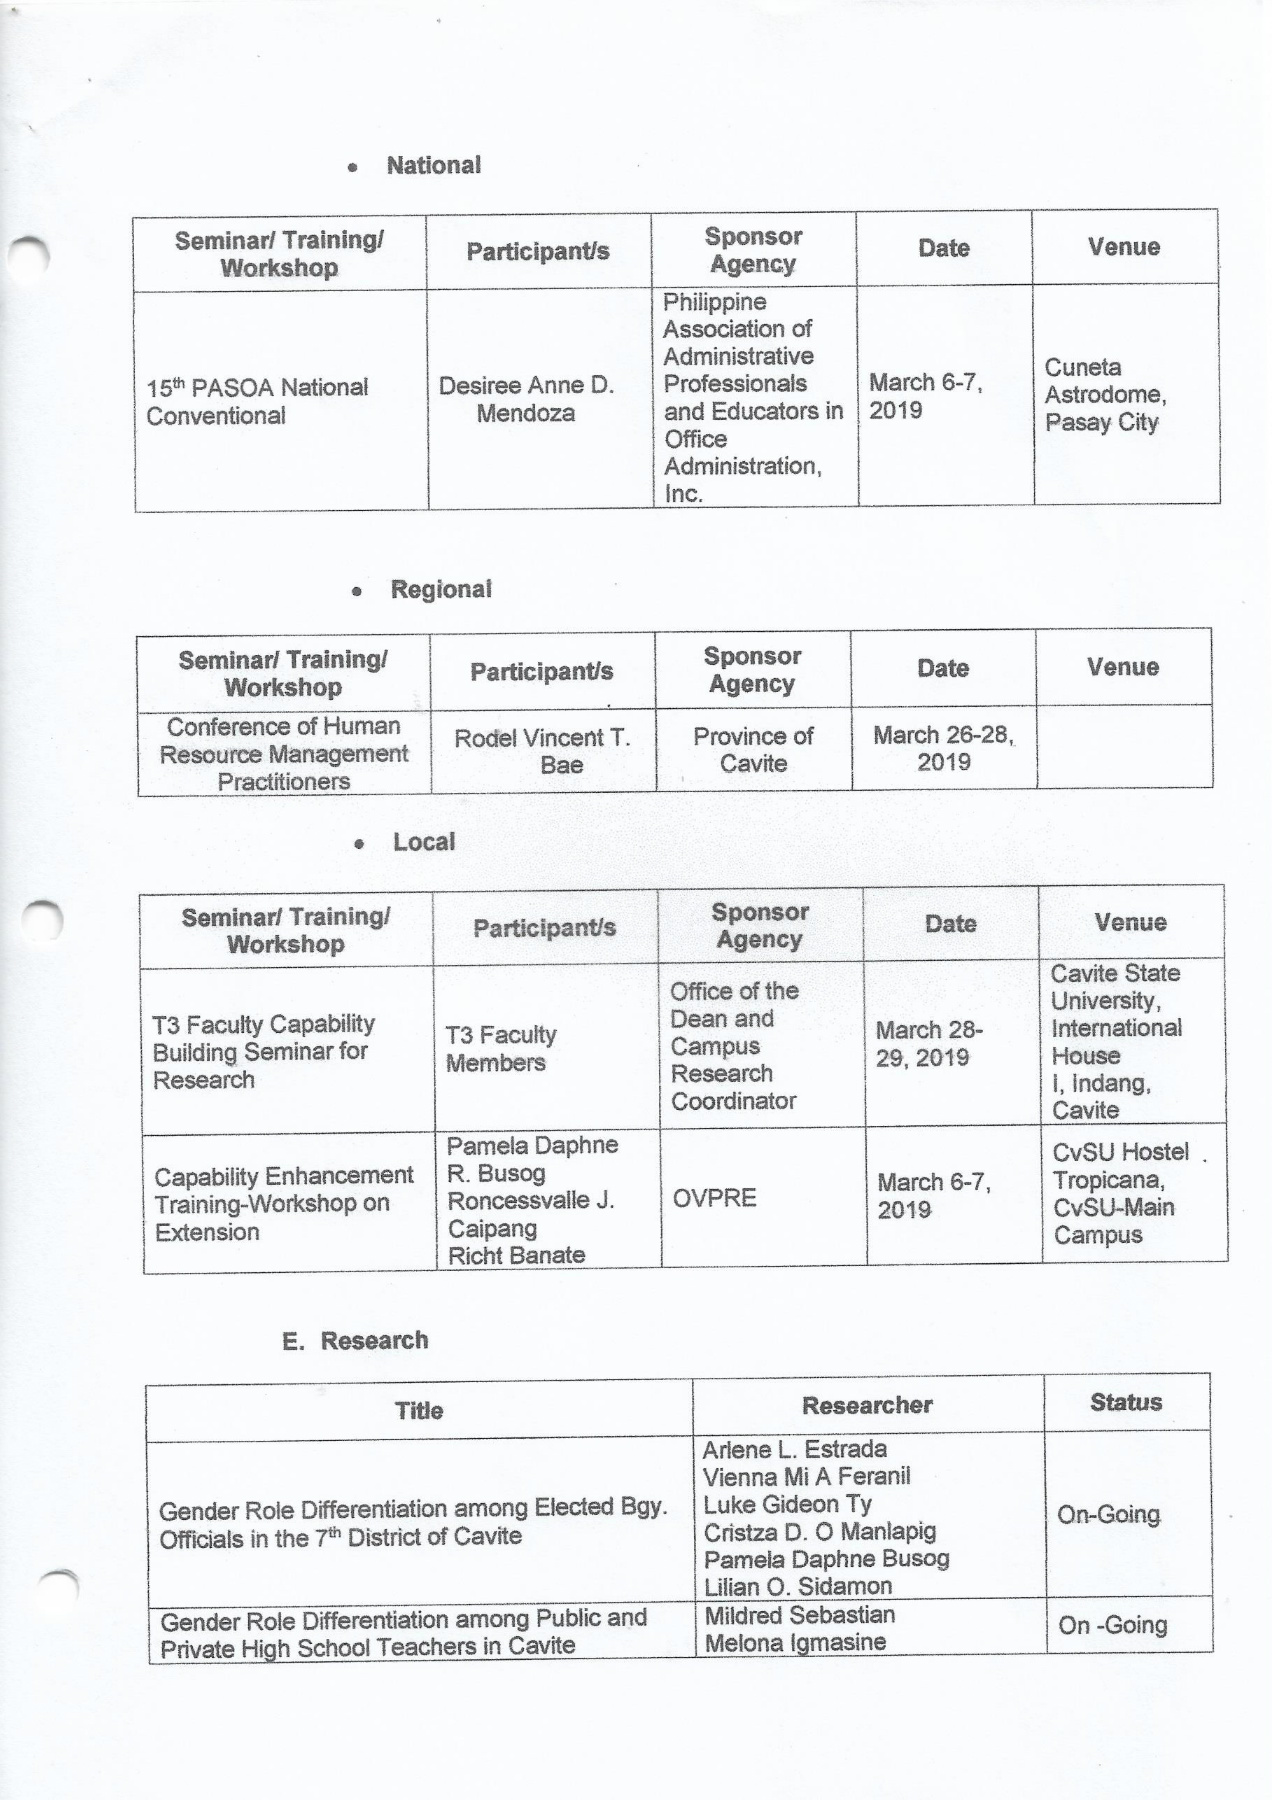 • National
Seminar/ Training/
Workshop
Participant/s
Sponsor
Agency
Date
Venue
15th PASOA National
Conventional
Desiree Anne D.
Mendoza
Philippine
Association of
Administrative
Professionals
and Educators in
Office
Administration,
Inc.
March 6-7,
2019
Cuneta
Astrodome,
Pasay City
• Regional
Seminar/ Training/
Workshop
Participant/s
Sponsor
Agency
Date
Venue
Conference of Human
Resource Management
Practitioners
Rodel Vincent T.
Bae
Province of
Cavite
March 26-28,
2019
• Local
Seminar/ Training/
Workshop
Participant/s
Sponsor
Agency
Date
Venue
T3 Faculty Capability
Building Seminar for
Research
T3 Faculty
Members
Office of the
Dean and
Campus
Research
Coordinator
March 28-
29, 2019
Cavite State
University,
International
House
I, Indang,
Cavite
Capability Enhancement
Training-Workshop on
Extension
Pamela Daphne
R. Busog
Roncessvalle J.
Caipang
Richt Banate
OVPRE
March 6-7,
2019
CvSU Hostel
Tropicana,
CvSU-Main
Campus
E. Research
Title
Researcher
Status
Gender Role Differentiation among Elected Bgy.
Officials in the 7th District of Cavite
Arlene L. Estrada
Vienna Mi A Feranil
Luke Gideon Ty
Cristza D. O Manlapig
Pamela Daphne Busog
Lilian O. Sidamon
On-Going
Gender Role Differentiation among Public and
Private High School Teachers in Cavite
Mildred Sebastian
Melona Igmasine
On -Going